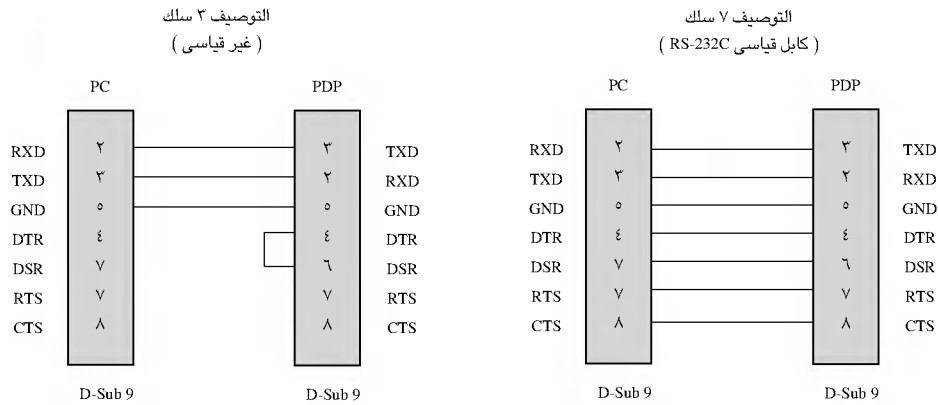 التوصيف ٧ سلك
( كابل قياسى RS-232C )
PC PDP
RXD ٢ ٣ TXD
TXD ٣ ٢ RXD
GND ٥ ٥ GND
DTR ٤ ٤ DTR
DSR ٧ ٦ DSR
RTS ٧ ٧ RTS
CTS ٨ ٨ CTS
D-Sub 9 D-Sub 9
التوصيف ٣ سلك
( غير قياسى )
PC PDP
RXD ٢ ٣ TXD
TXD ٣ ٢ RXD
GND ٥ ٥ GND
DTR ٤ ٤ DTR
DSR ٧ ٦ DSR
RTS ٧ ٧ RTS
CTS ٨ ٨ CTS
D-Sub 9 D-Sub 9